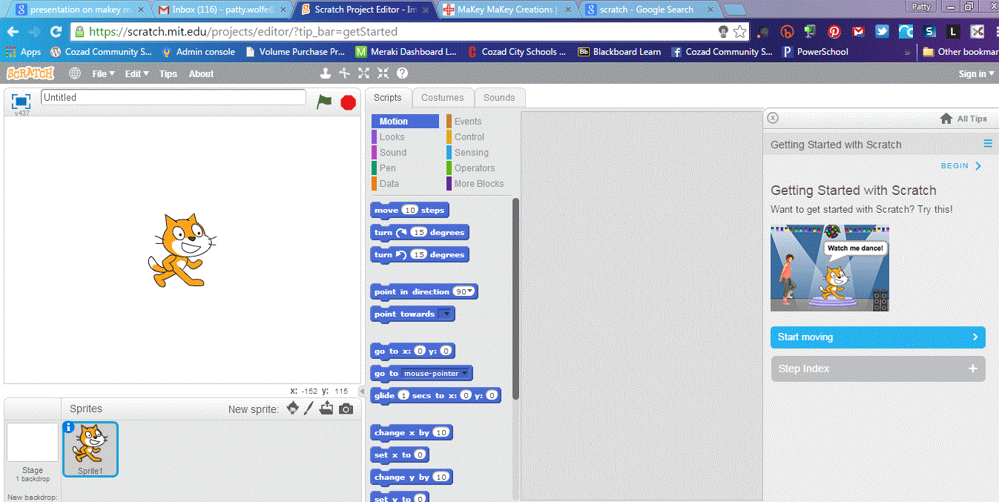 presentation on makey m
Inbox (116) - patty.wolfe@
Scratch Project Editor - Im
MaKey MaKey Creations |
scratch - Google Search
Patty
https://scratch.mit.edu/projects/editor/?tip_bar=getStarted
Apps
Cozad Community S...
Admin console
Volume Purchase Pr...
Meraki Dashboard L...
Cozad City Schools ...
Blackboard Learn
Cozad Community S...
PowerSchool
»
Other bookmar
SCRATCH
File
Edit
Tips
About
Sign in
v437
Untitled
Scripts
Costumes
Sounds
Motion
Events
Looks
Control
Sound
Sensing
Pen
Operators
Data
More Blocks
move 10 steps
turn 15 degrees
turn 15 degrees
point in direction 90
point towards
go to x: 0 y: 0
go to mouse-pointer
glide 1 secs to x: 0 y: 0
change x by 10
set x to 0
change y by 10
set y to 0
x: -152 y: 115
Sprites
New sprite:
Stage
1 backdrop
New backdrop:
Sprite1
All Tips
Getting Started with Scratch
BEGIN
Getting Started with Scratch
Want to get started with Scratch? Try this!
Watch me dance!
Start moving
Step Index